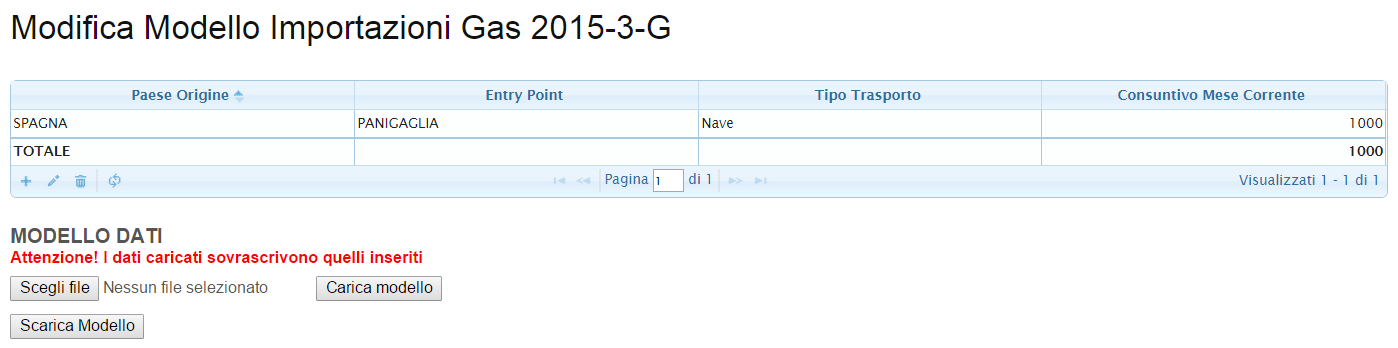 Modifica Modello Importazioni Gas 2015-3-G
Paese Origine Entry Point Tipo Trasporto Consuntivo Mese Corrente
SPAGNA PANIGAGLIA Nave 1000
TOTALE 1000
Pagina 1 di 1 Visualizzati 1 - 1 di 1
MODELLO DATI
Attenzione! I dati caricati sovrascrivono quelli inseriti
Scegli file Nessun file selezionato Carica modello
Scarica Modello